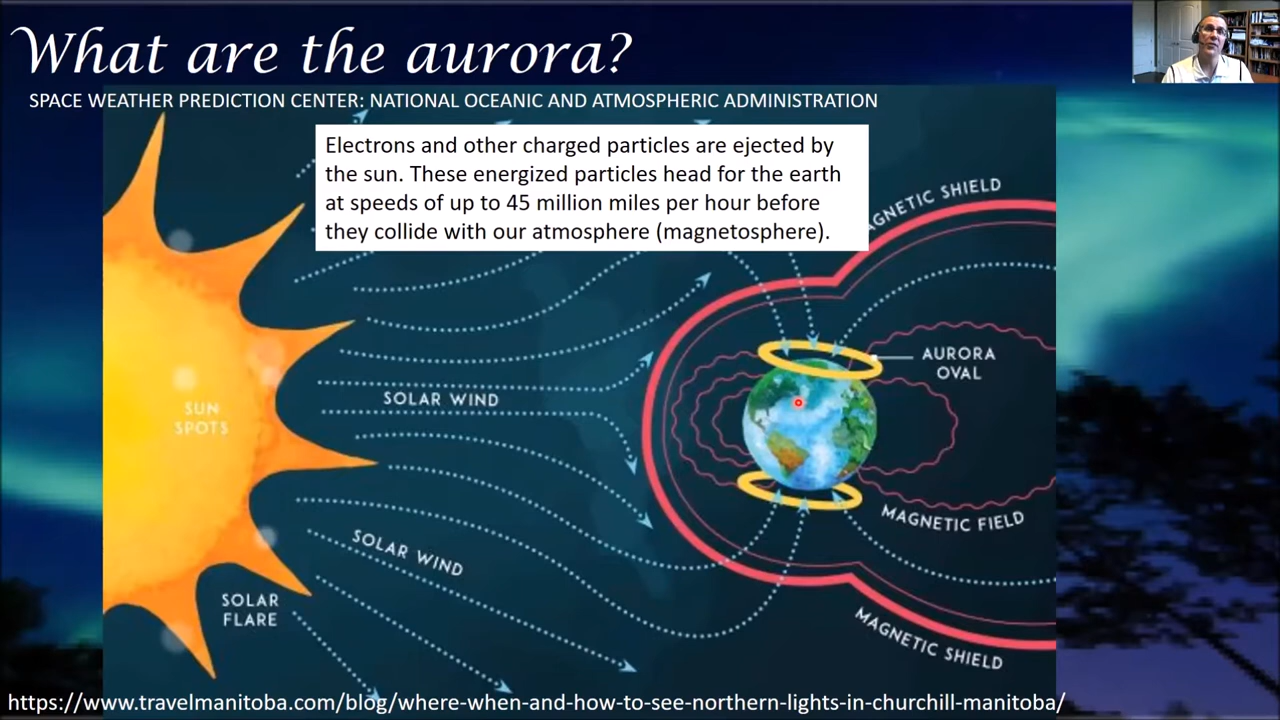 What are the aurora?
SPACE WEATHER PREDICTION CENTER: NATIONAL OCEANIC AND ATMOSPHERIC ADMINISTRATION
Electrons and other charged particles are ejected by
the sun. These energized particles head for the earth
at speeds of up to 45 million miles per hour before
they collide with our atmosphere (magnetosphere).
MAGNETIC SHIELD
AURORA
OVAL
SOLAR WIND
SUN
SPOTS
MAGNETIC FIELD
SOLAR WIND
SOLAR
FLARE
MAGNETIC SHIELD
https://www.travelmanitoba.com/blog/where-when-and-how-to-see-northern-lights-in-churchill-manitoba/